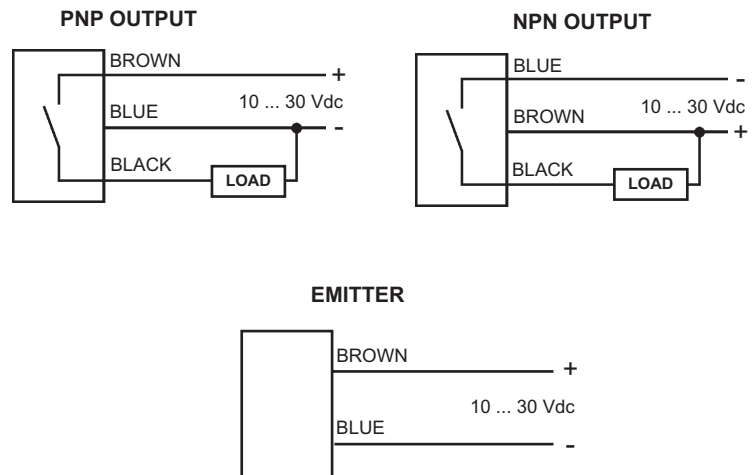 PNP OUTPUT
BROWN
+
BLUE
10 ... 30 Vdc
-
BLACK
LOAD
NPN OUTPUT
BLUE
-
10 ... 30 Vdc
BROWN
+
BLACK
LOAD
EMITTER
BROWN
+
10 ... 30 Vdc
BLUE
-